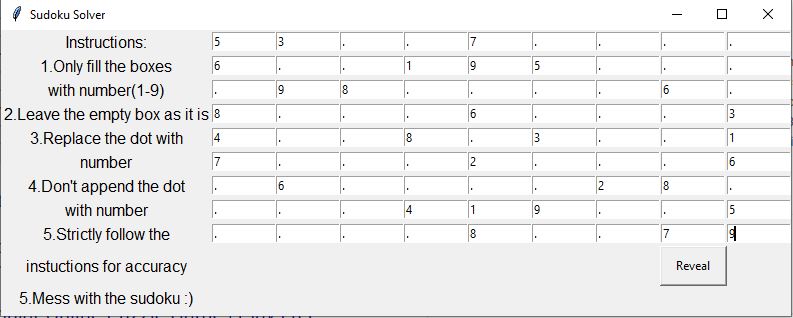 Sudoku Solver
Instructions: 5 3 . . 7 . . . .
1.Only fill the boxes 6 . . 1 9 5 . . .
with number(1-9) . 9 8 . . . . 6 .
2.Leave the empty box as it is 8 . . . 6 . . . 3
3.Replace the dot with 4 . . 8 . 3 . . 1
number 7 . . . 2 . . . 6
4.Don't append the dot . 6 . . . . 2 8 .
with number . . . 4 1 9 . . 5
5.Strictly follow the . . . . 8 . . 7 9
instuctions for accuracy Reveal
5.Mess with the sudoku :)